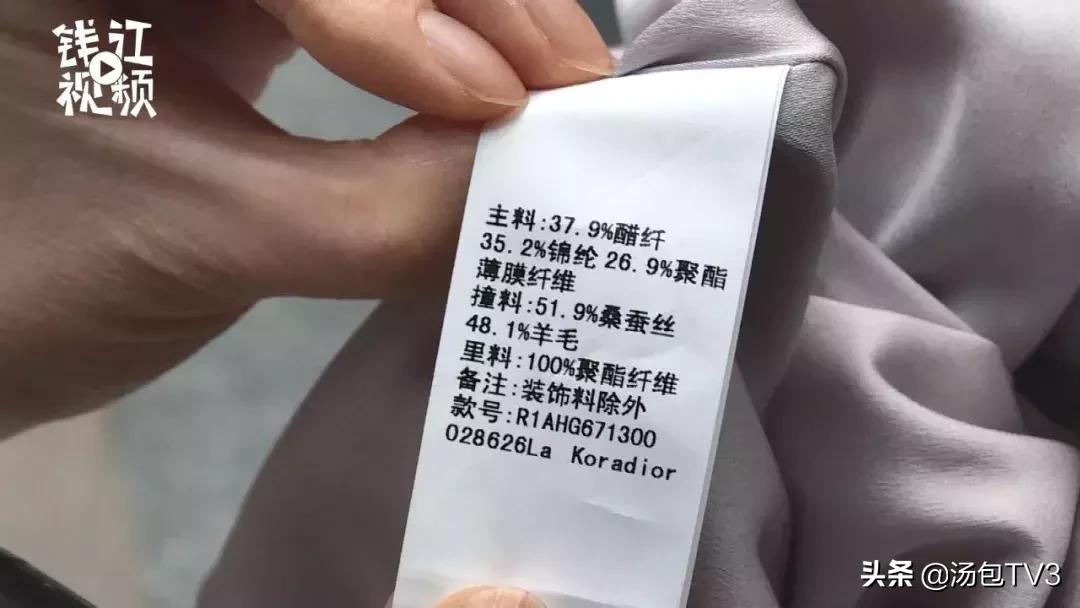 钱江
视频
主料:37.9%醋纤
35.2%锦纶 26.9%聚酯
薄膜纤维
撞料:51.9%桑蚕丝
48.1%羊毛
里料:100%聚酯纤维
备注:装饰料除外
款号:R1AHG671300
028626La Koradior
头条 @汤包TV3